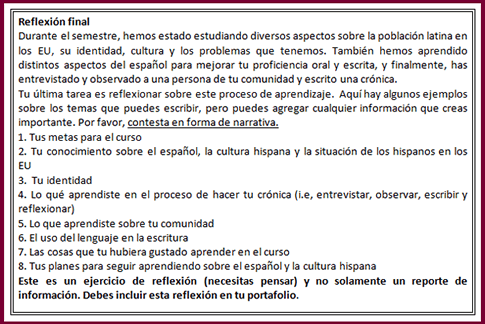 Reflexión final
Durante el semestre, hemos estado estudiando diversos aspectos sobre la población latina en
los EU, su identidad, cultura y los problemas que tenemos. También hemos aprendido
distintos aspectos del español para mejorar tu proficiencia oral y escrita, y finalmente, has
entrevistado y observado a una persona de tu comunidad y escrito una crónica.
Tu última tarea es reflexionar sobre este proceso de aprendizaje. Aquí hay algunos ejemplos
sobre los temas que puedes escribir, pero puedes agregar cualquier información que creas
importante. Por favor, contesta en forma de narrativa.
1. Tus metas para el curso
2. Tu conocimiento sobre el español, la cultura hispana y la situación de los hispanos en los
EU
3. Tu identidad
4. Lo qué aprendiste en el proceso de hacer tu crónica (i.e, entrevistar, observar, escribir y
reflexionar)
5. Lo que aprendiste sobre tu comunidad
6. El uso del lenguaje en la escritura
7. Las cosas que tu hubiera gustado aprender en el curso
8. Tus planes para seguir aprendiendo sobre el español y la cultura hispana
Este es un ejercicio de reflexión (necesitas pensar) y no solamente un reporte de
información. Debes incluir esta reflexión en tu portafolio.